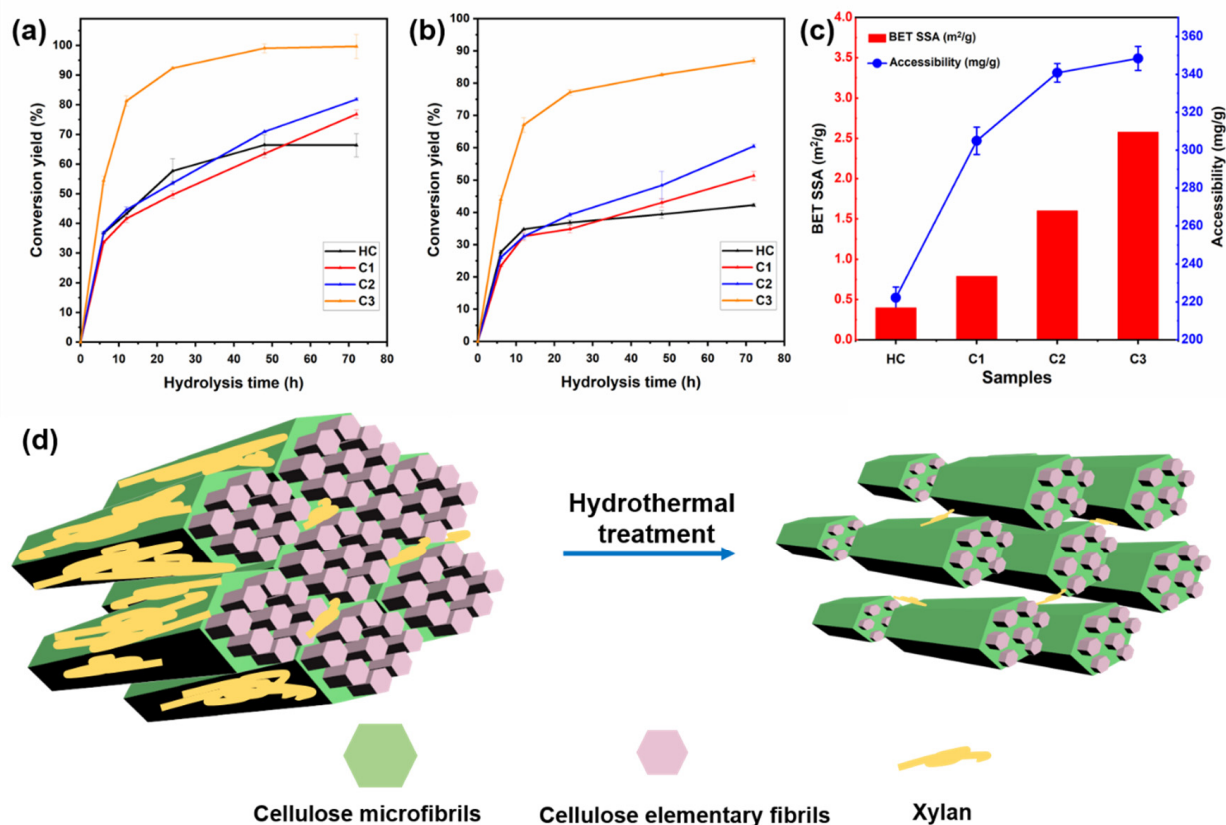 (a)
100
90
80
70
60
50
40
30
20
10
0
Conversion yield (%)
0 10 20 30 40 50 60 70 80
Hydrolysis time (h)
HC
C1
C2
C3
(b)
100
90
80
70
60
50
40
30
20
10
0
Conversion yield (%)
0 10 20 30 40 50 60 70 80
Hydrolysis time (h)
HC
C1
C2
C3
(c)
4.0
3.5
3.0
2.5
2.0
1.5
1.0
0.5
0.0
BET SSA (m²/g)
BET SSA (m²/g)
Accessibility (mg/g)
HC C1 C2 C3
Samples
360
340
320
300
280
260
240
220
200
Accessibility (mg/g)
(d)
Hydrothermal
treatment
Cellulose microfibrils
Cellulose elementary fibrils
Xylan